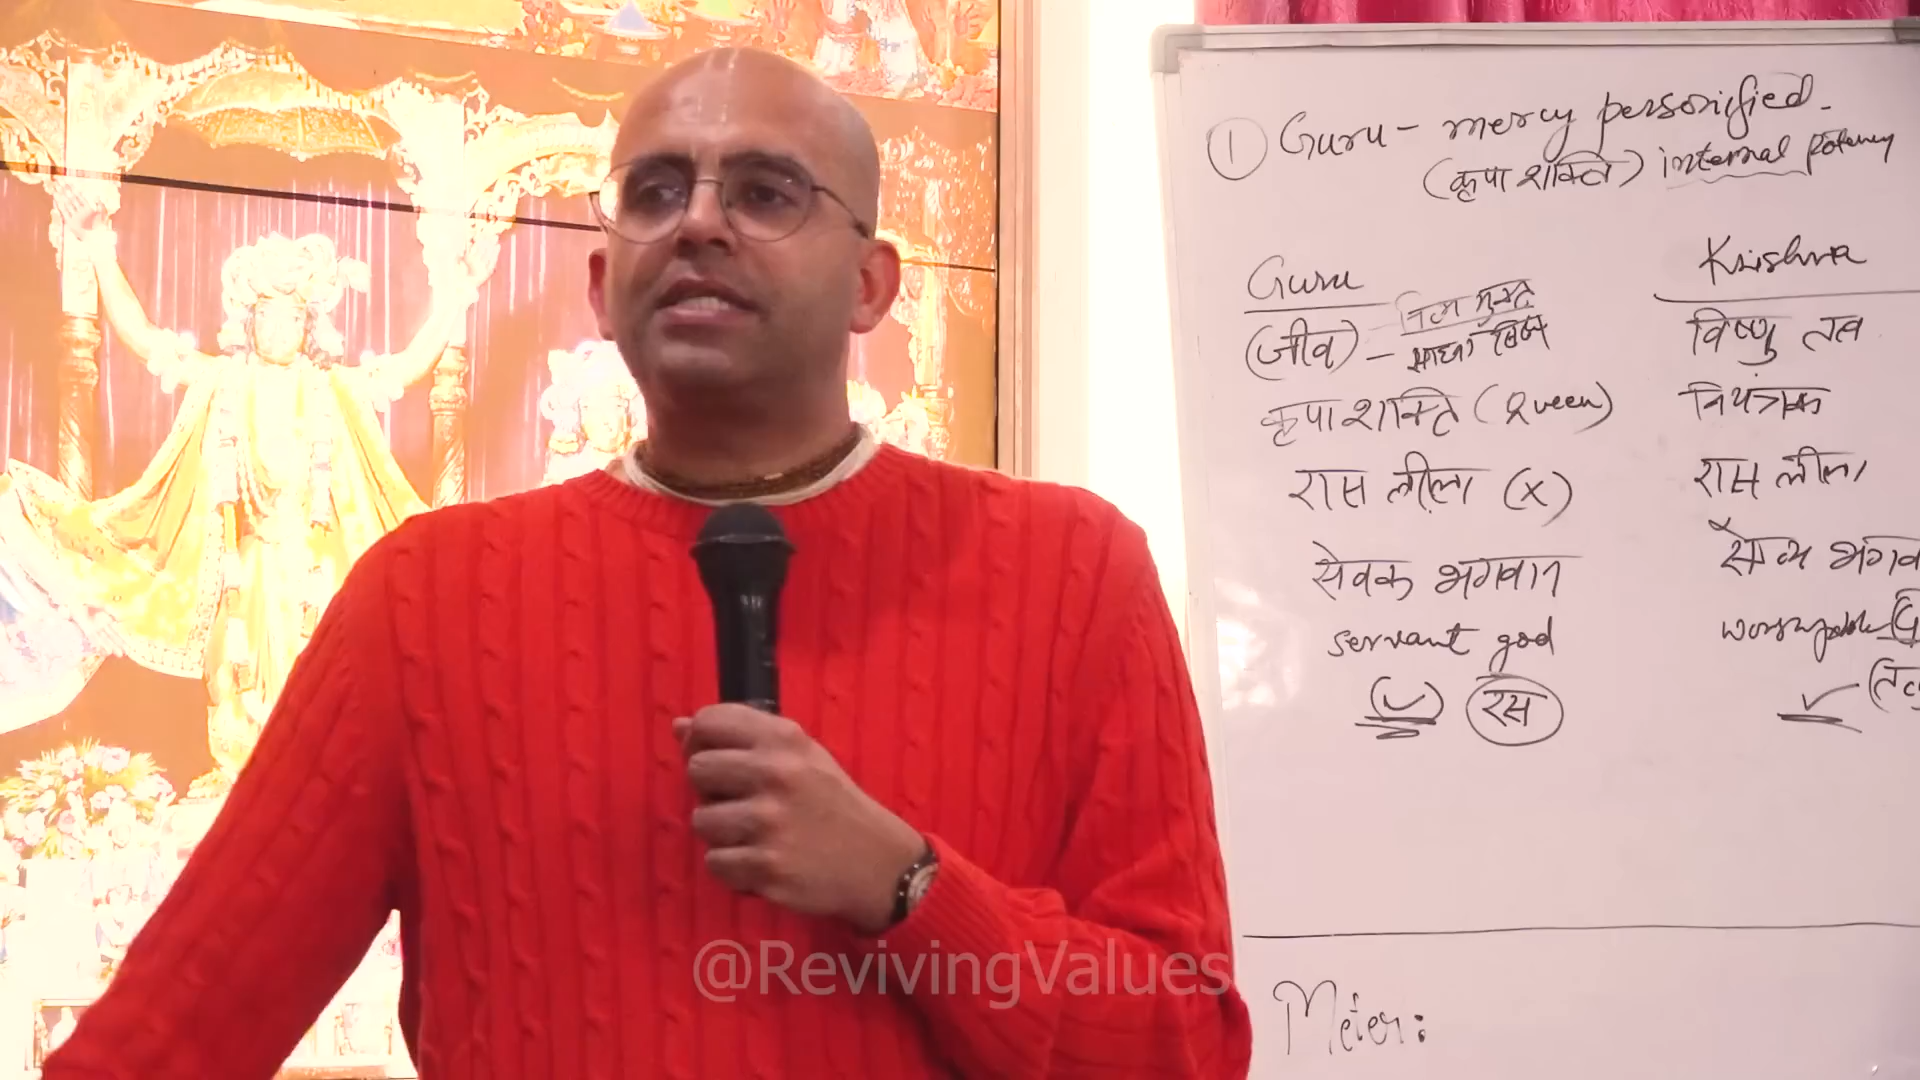 ① Guru - mercy personified.
(कृपा शक्ति) internal Potency
Guru
Krishna
(जीव) -
विष्णु तत्व
कृपा शक्ति (Queen)
नियंत्रक
रास लीला (x)
रास लीला
सेवक भगवान
servant god
रस
@RevivingValues
Meter: